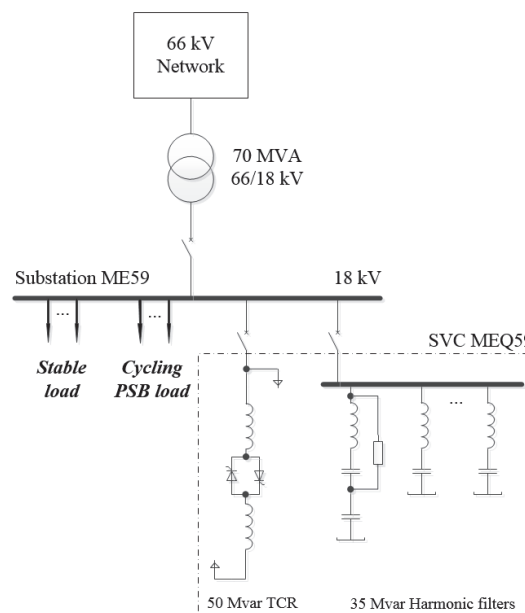 66 kV
Network
70 MVA
66/18 kV
Substation ME59
18 kV
...
...
Stable
load
Cycling
PSB load
SVC MEQ59
...
50 Mvar TCR
35 Mvar Harmonic filters